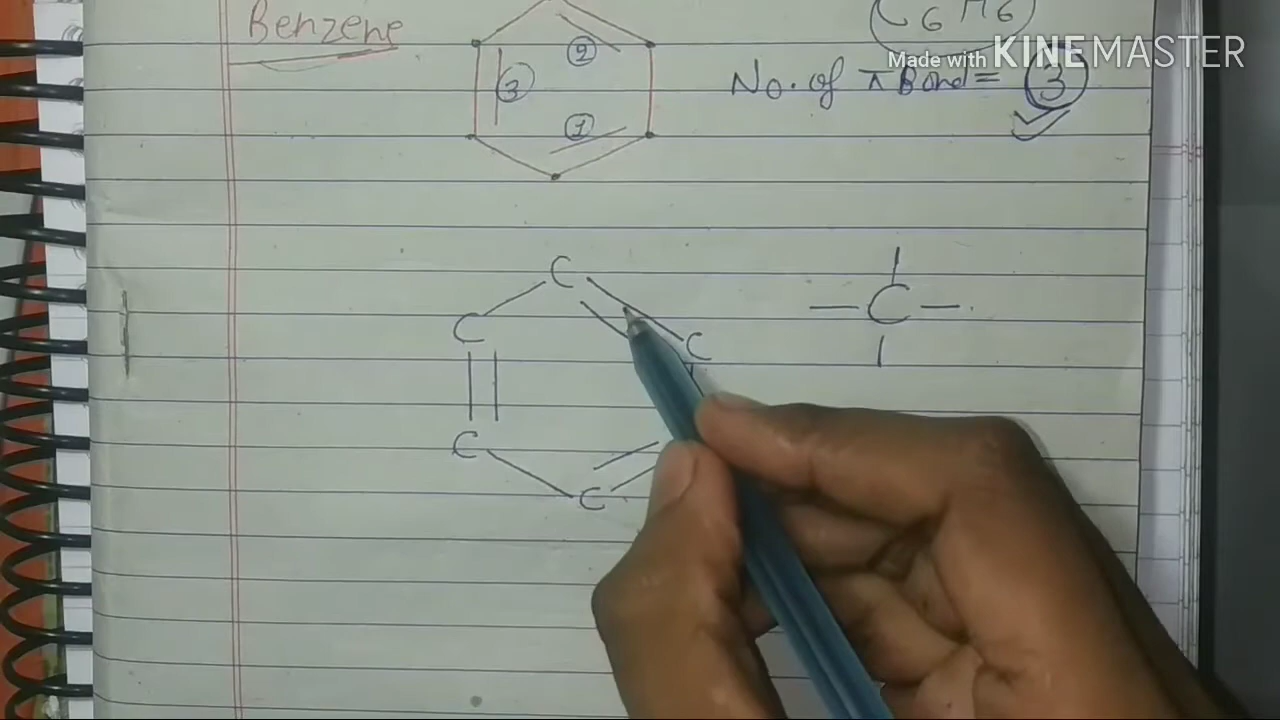 Benzene
C6H6
Made with KINEMASTER
No. of π Bond = 3
2
3
1
C
C
C
C
C
C